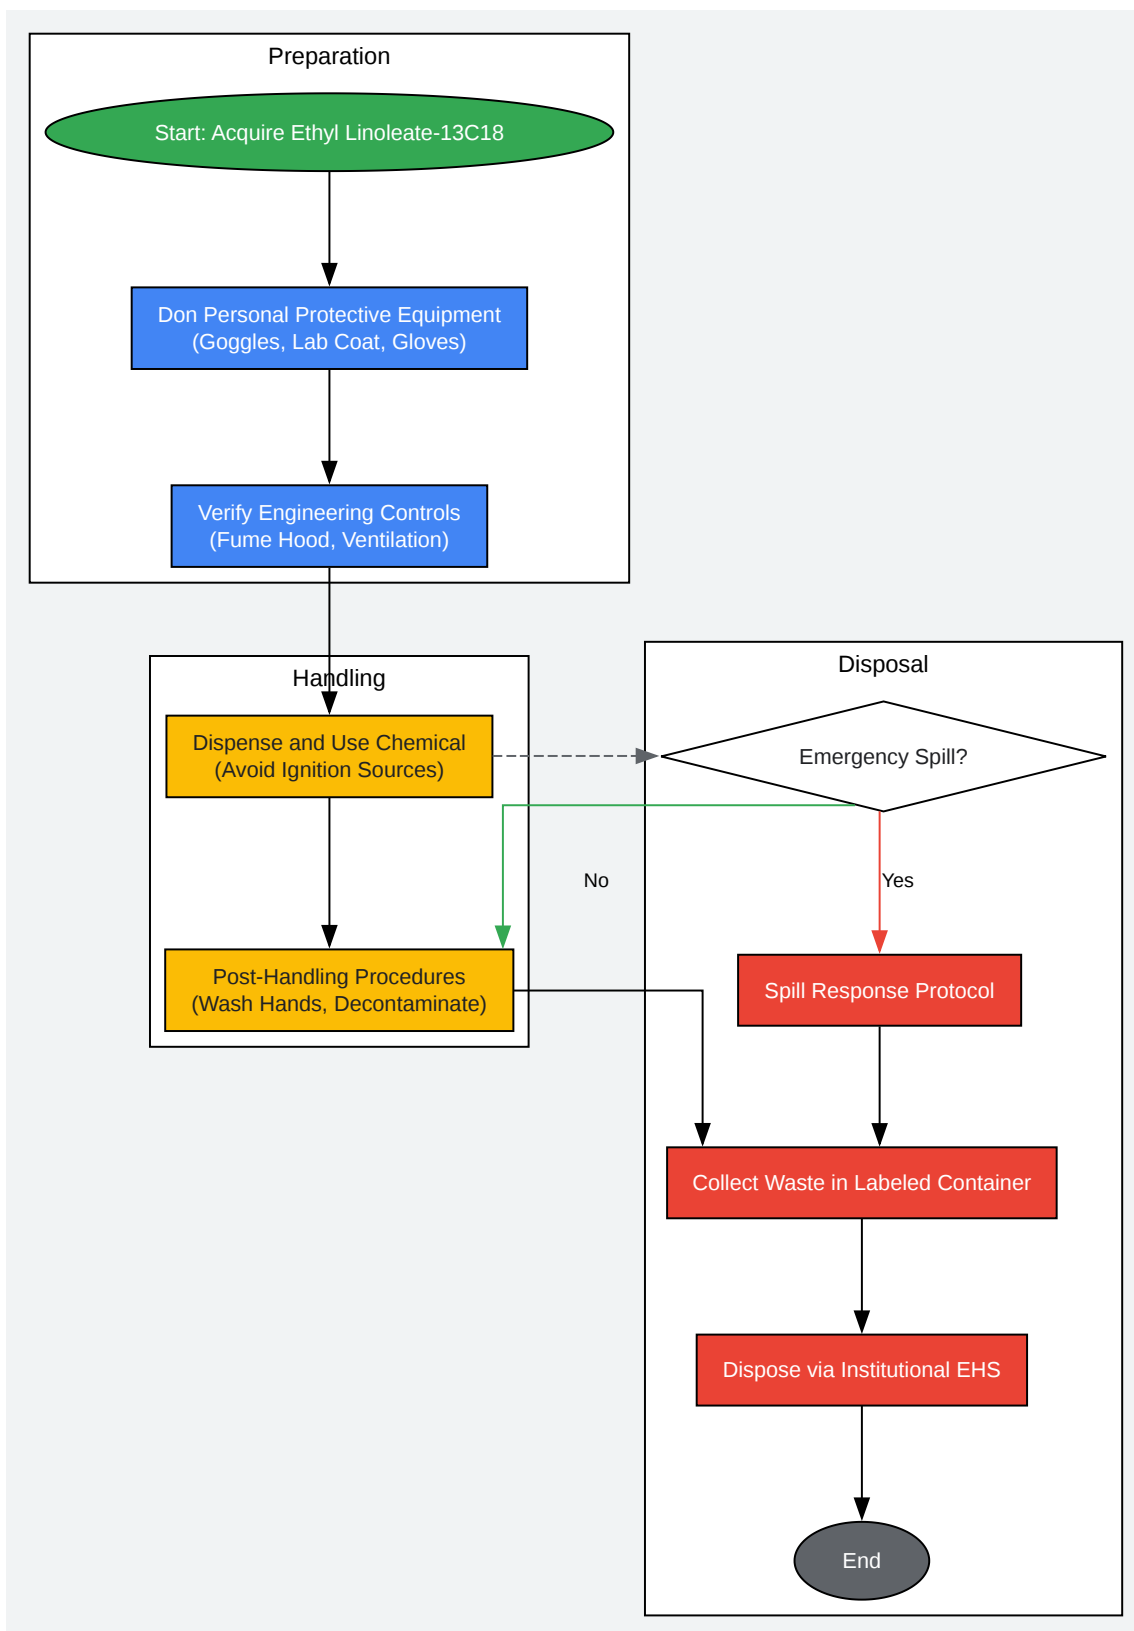 Preparation
Start: Acquire Ethyl Linoleate-13C18
Don Personal Protective Equipment
(Goggles, Lab Coat, Gloves)
Verify Engineering Controls
(Fume Hood, Ventilation)
Handling
Dispense and Use Chemical
(Avoid Ignition Sources)
Post-Handling Procedures
(Wash Hands, Decontaminate)
Disposal
Emergency Spill?
No
Yes
Spill Response Protocol
Collect Waste in Labeled Container
Dispose via Institutional EHS
End